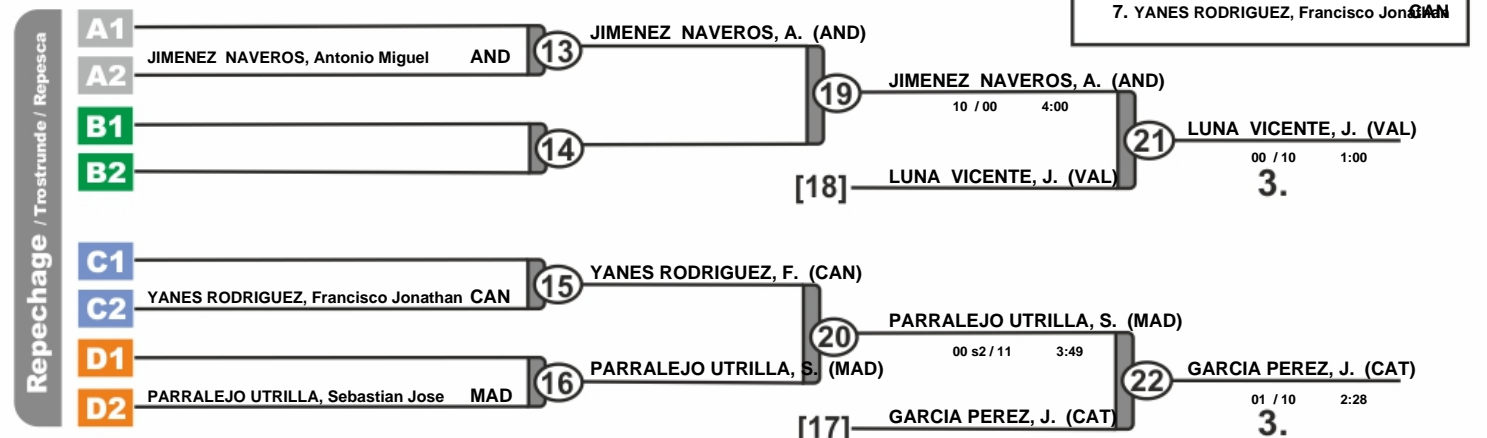 7. YANES RODRIGUEZ, Francisco Jonathan CAN
Repechage / Trostrunde / Repesca
A1
JIMENEZ NAVEROS, Antonio Miguel AND
A2
13
JIMENEZ NAVEROS, A. (AND)
B1
14
B2
19
JIMENEZ NAVEROS, A. (AND)
10 / 00 4:00
[18]
LUNA VICENTE, J. (VAL)
21
LUNA VICENTE, J. (VAL)
00 / 10 1:00
3.
C1
YANES RODRIGUEZ, Francisco Jonathan CAN
C2
15
YANES RODRIGUEZ, F. (CAN)
D1
PARRALEJO UTRILLA, Sebastian Jose MAD
D2
16
PARRALEJO UTRILLA, S. (MAD)
20
PARRALEJO UTRILLA, S. (MAD)
00 s2 / 11 3:49
[17]
GARCIA PEREZ, J. (CAT)
22
GARCIA PEREZ, J. (CAT)
01 / 10 2:28
3.